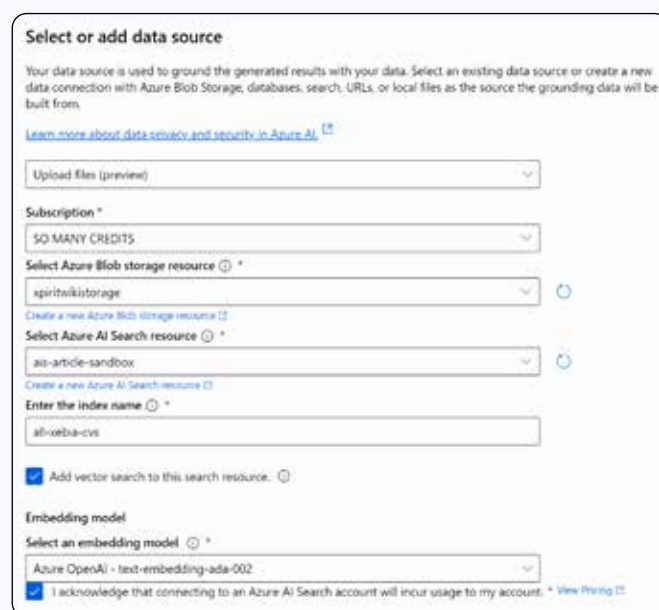 Select or add data source
Your data source is used to ground the generated results with your data. Select an existing data source or create a new
data connection with Azure Blob Storage, databases, search, URLs, or local files as the source the grounding data will be
built from.
Learn more about data privacy and security in Azure AI.
Upload files (preview)
Subscription *
SO MANY CREDITS
Select Azure Blob storage resource *
xpiritwikistorage
Create a new Azure Blob storage resource
Select Azure AI Search resource *
ais-article-sandbox
Create a new Azure AI Search resource
Enter the index name *
all-xebia-cvs
Add vector search to this search resource.
Embedding model
Select an embedding model *
Azure OpenAI - text-embedding-ada-002
I acknowledge that connecting to an Azure AI Search account will incur usage to my account. * View Pricing